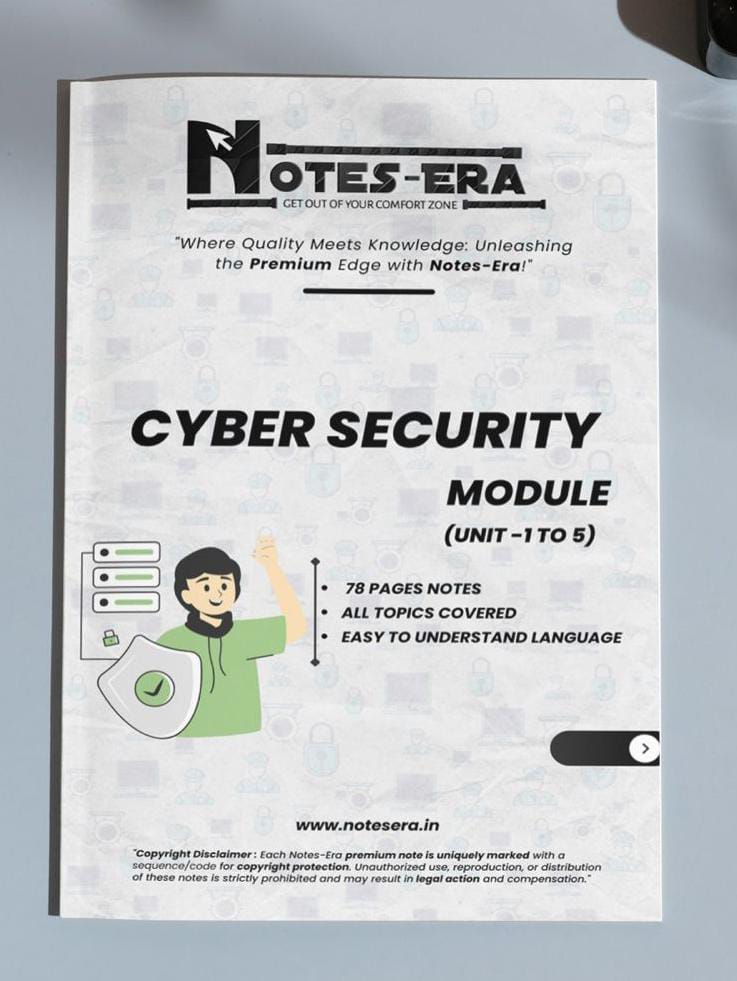 NOTES-ERA
GET OUT OF YOUR COMFORT ZONE
"Where Quality Meets Knowledge: Unleashing
the Premium Edge with Notes-Era!"
CYBER SECURITY
MODULE
(UNIT -1 TO 5)
• 78 PAGES NOTES
• ALL TOPICS COVERED
• EASY TO UNDERSTAND LANGUAGE
www.notesera.in
"Copyright Disclaimer : Each Notes-Era premium note is uniquely marked with a
sequence/code for copyright protection. Unauthorized use, reproduction, or distribution
of these notes is strictly prohibited and may result in legal action and compensation."